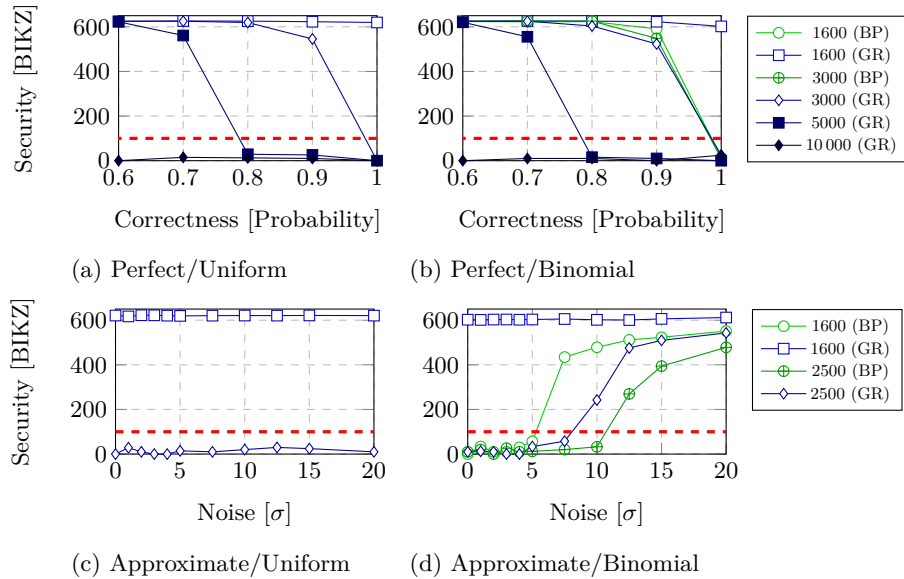 Security [BIKZ]
600
400
200
0
0.6 0.7 0.8 0.9 1
Correctness [Probability]
(a) Perfect/Uniform
600
400
200
0
0.6 0.7 0.8 0.9 1
Correctness [Probability]
(b) Perfect/Binomial
1600 (BP)
1600 (GR)
3000 (BP)
3000 (GR)
5000 (GR)
10 000 (GR)
Security [BIKZ]
600
400
200
0
0 5 10 15 20
Noise [σ]
(c) Approximate/Uniform
600
400
200
0
0 5 10 15 20
Noise [σ]
(d) Approximate/Binomial
1600 (BP)
1600 (GR)
2500 (BP)
2500 (GR)